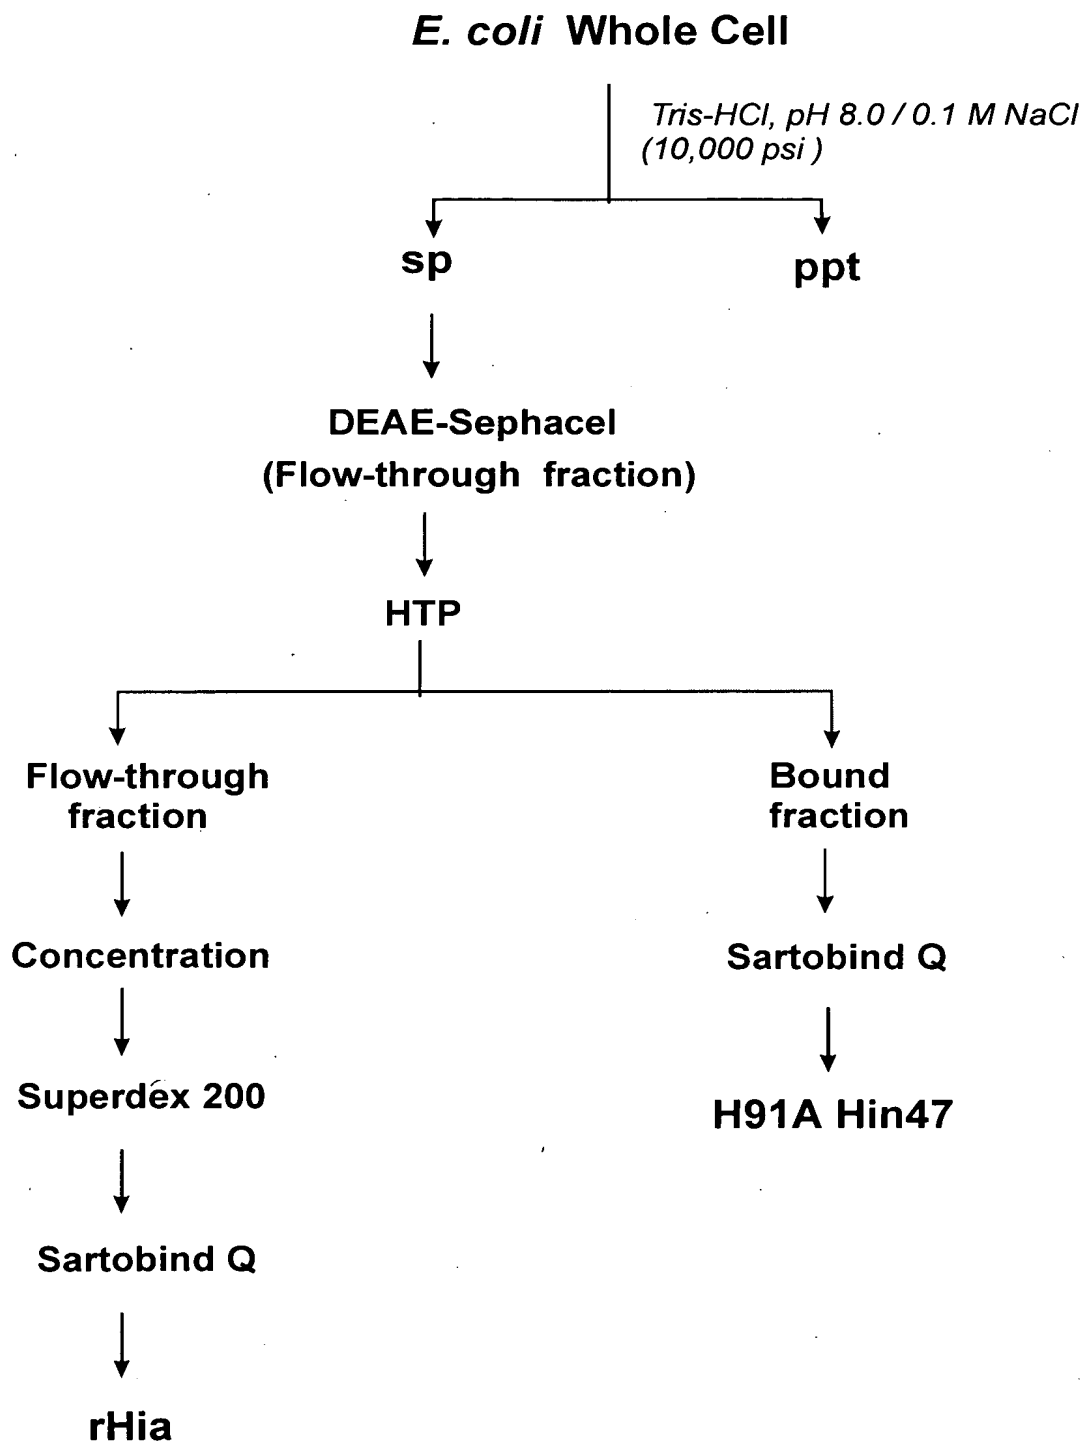 E. coli Whole Cell
Tris-HCl, pH 8.0 / 0.1 M NaCl
(10,000 psi )
sp
ppt
DEAE-Sephacel
(Flow-through fraction)
HTP
Flow-through
fraction
Bound
fraction
Concentration
Sartobind Q
Superdex 200
H91A Hin47
Sartobind Q
rHia